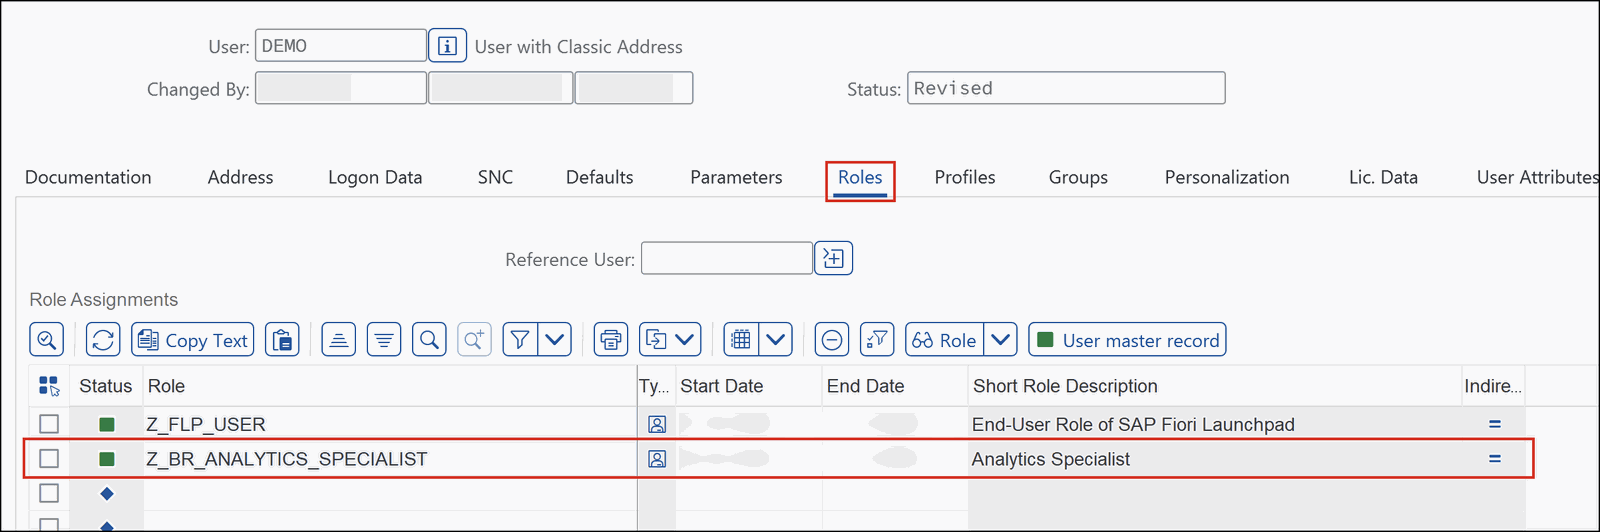 User: DEMO User with Classic Address
Changed By: Status: Revised
Documentation Address Logon Data SNC Defaults Parameters Roles Profiles Groups Personalization Lic. Data User Attributes
Reference User:
Role Assignments
Copy Text Role User master record
Status Role Ty... Start Date End Date Short Role Description Indire...
Z_FLP_USER End-User Role of SAP Fiori Launchpad =
Z_BR_ANALYTICS_SPECIALIST Analytics Specialist =